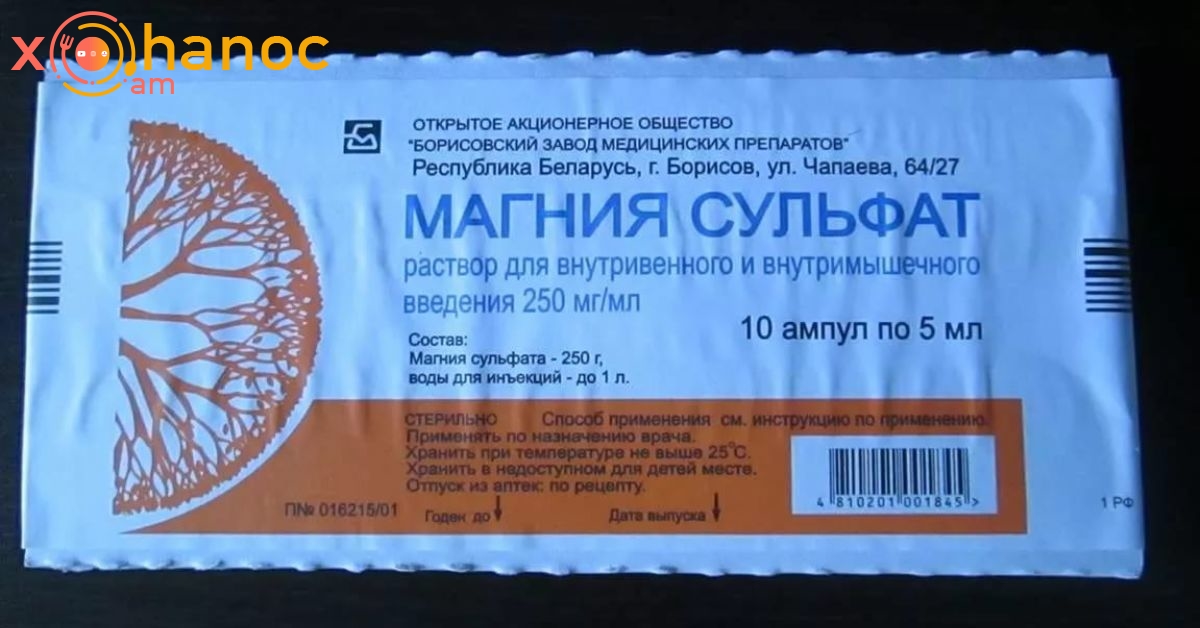 xohanoc
.am
ОТКРЫТОЕ АКЦИОНЕРНОЕ ОБЩЕСТВО
"БОРИСОВСКИЙ ЗАВОД МЕДИЦИНСКИХ ПРЕПАРАТОВ"
Республика Беларусь, г. Борисов, ул. Чапаева, 64/27
МАГНИЯ СУЛЬФАТ
раствор для внутривенного и внутримышечного
введения 250 мг/мл
10 ампул по 5 мл
Состав:
Магния сульфата - 250 г,
воды для инъекций - до 1 л.
СТЕРИЛЬНО Способ применения см. инструкцию по применению.
Применять по назначению врача.
Хранить при температуре не выше 25°С.
Хранить в недоступном для детей месте.
Отпуск из аптек: по рецепту.
П№ 016215/01 Годен до Дата выпуска
4 810201 001845 >
1 РФ